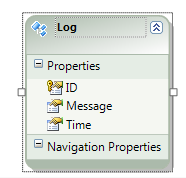 Log
Properties
ID
Message
Time
Navigation Properties